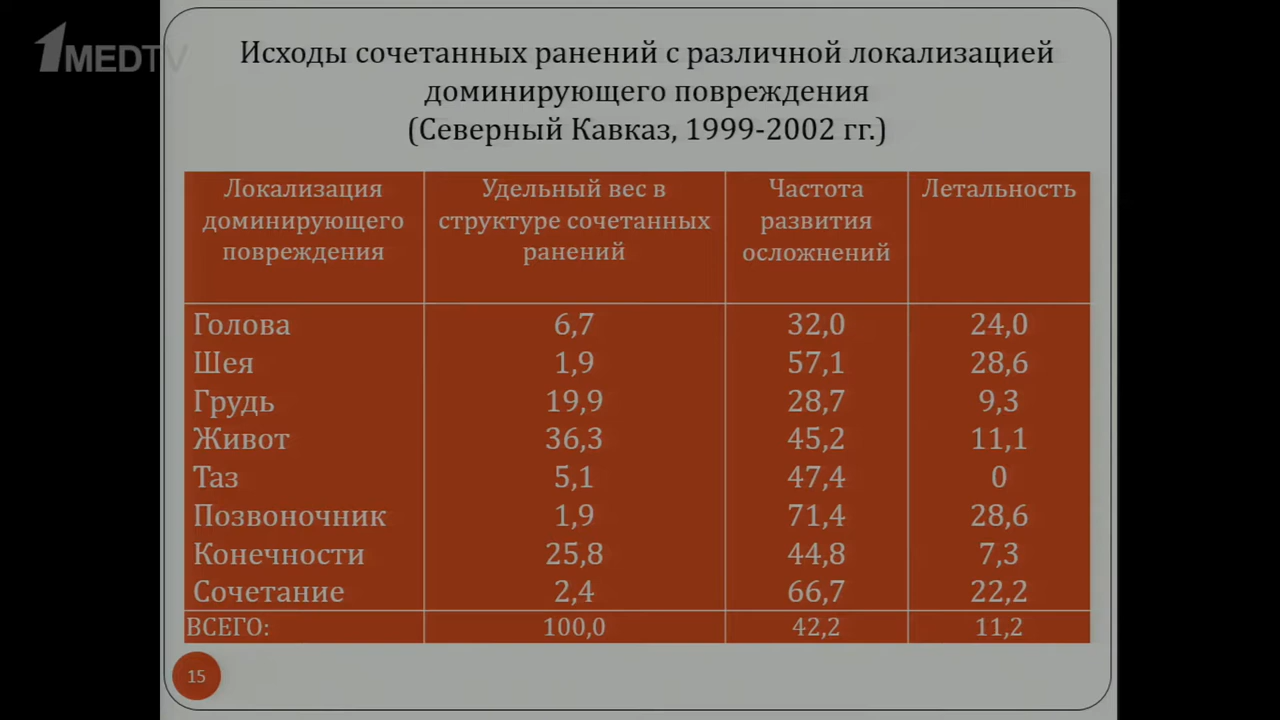 1MEDTV
Исходы сочетанных ранений с различной локализацией
доминирующего повреждения
(Северный Кавказ, 1999-2002 гг.)
Локализация доминирующего повреждения Удельный вес в структуре сочетанных ранений Частота развития осложнений Летальность
Голова 6,7 32,0 24,0
Шея 1,9 57,1 28,6
Грудь 19,9 28,7 9,3
Живот 36,3 45,2 11,1
Таз 5,1 47,4 0
Позвоночник 1,9 71,4 28,6
Конечности 25,8 44,8 7,3
Сочетание 2,4 66,7 22,2
ВСЕГО: 100,0 42,2 11,2
15